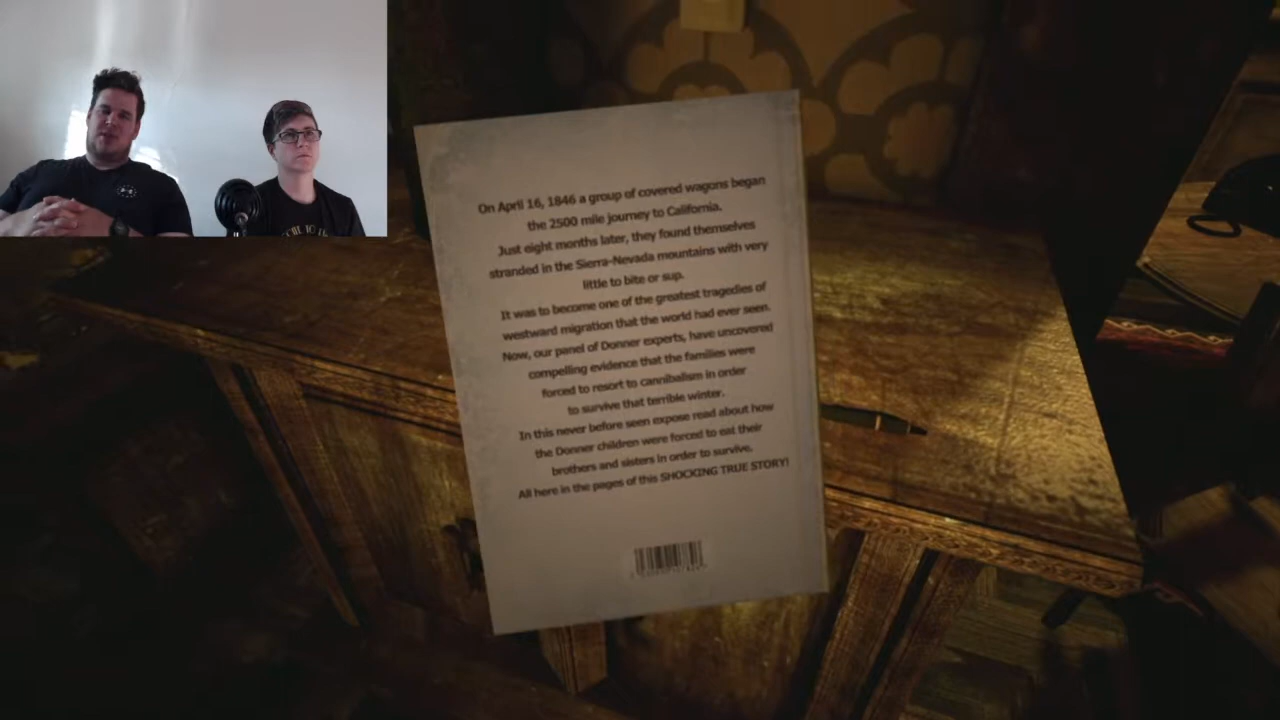 On April 16, 1846 a group of covered wagons began
the 2500 mile journey to California.
Just eight months later, they found themselves
stranded in the Sierra-Nevada mountains with very
little to bite or sup.
It was to become one of the greatest tragedies of
westward migration that the world had ever seen.
Now, our panel of Donner experts, have uncovered
compelling evidence that the families were
forced to resort to cannibalism in order
to survive that terrible winter.
In this never before seen expose read about how
the Donner children were forced to eat their
brothers and sisters in order to survive.
All here in the pages of this SHOCKING TRUE STORY!